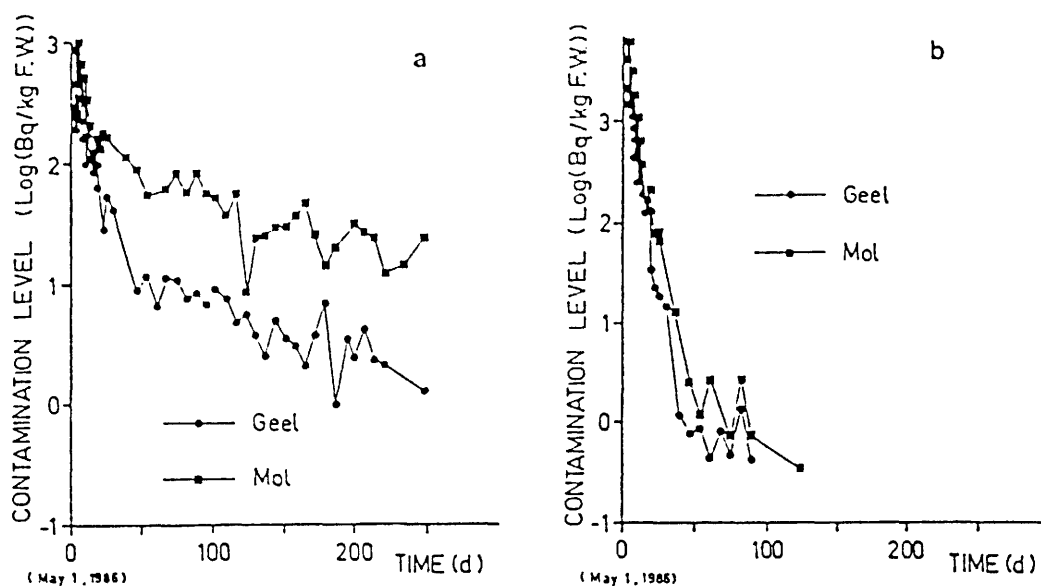 a
CONTAMINATION LEVEL (Log(Bq/kg F.W.))
3
2
1
0
-1
Geel
Mol
0
100
200
TIME (d)
(May 1, 1986)
b
CONTAMINATION LEVEL (Log(Bq/kg F.W.))
3
2
1
0
-1
Geel
Mol
0
100
200
TIME (d)
(May 1, 1986)